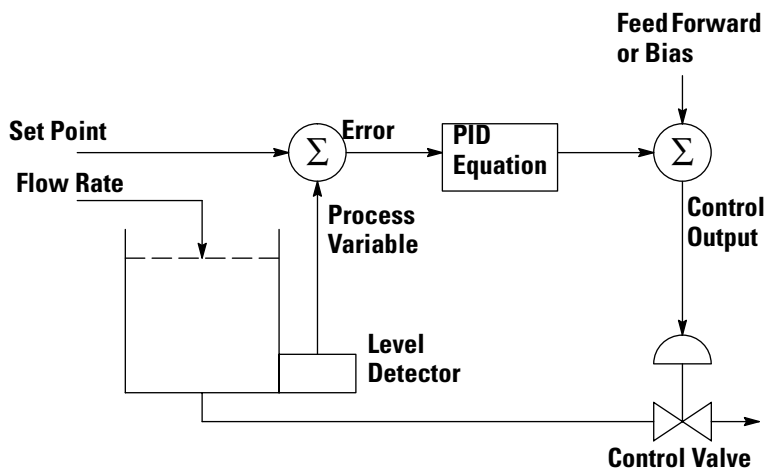 Feed Forward
or Bias
Set Point
Σ
Error
PID
Equation
Σ
Flow Rate
Process
Variable
Control
Output
Level
Detector
Control Valve